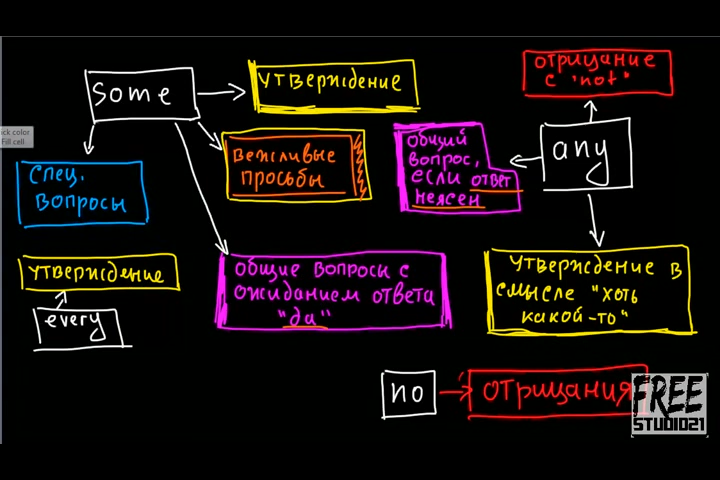 some
утверждение
отрицание
с "not"
ick color
Fill cell
вежливые
просьбы
общий
вопрос,
если ответ
неясен
any
спец.
вопросы
утверждение
every
общие вопросы с
ожиданием ответа
"да"
утверждение в
смысле "хоть
какой-то"
no
отрицания
FREE
STUDIO21